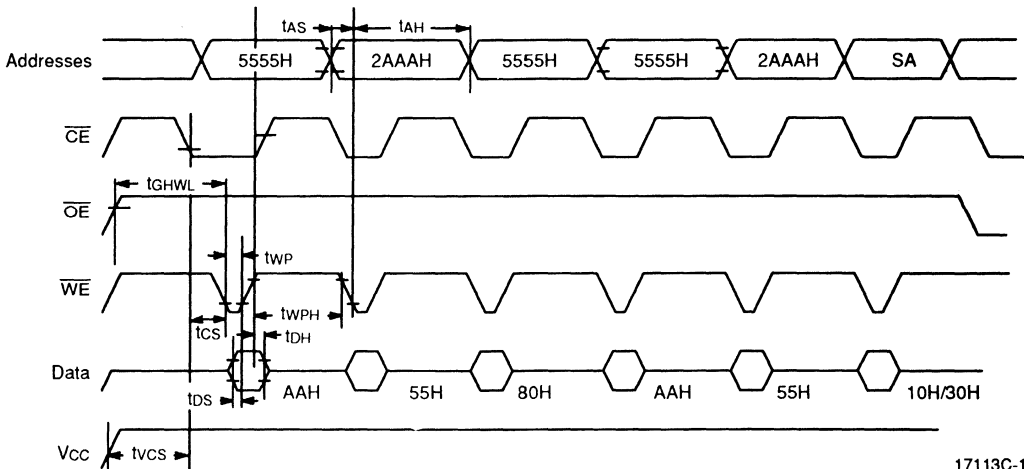 tAS tAH
Addresses 5555H 2AAAH 5555H 5555H 2AAAH SA
CE
tGHWL
OE
tWP
WE
tCS tWPH
tDH
Data
tDS AAH 55H 80H AAH 55H 10H/30H
VCC tVCS
17113C-1